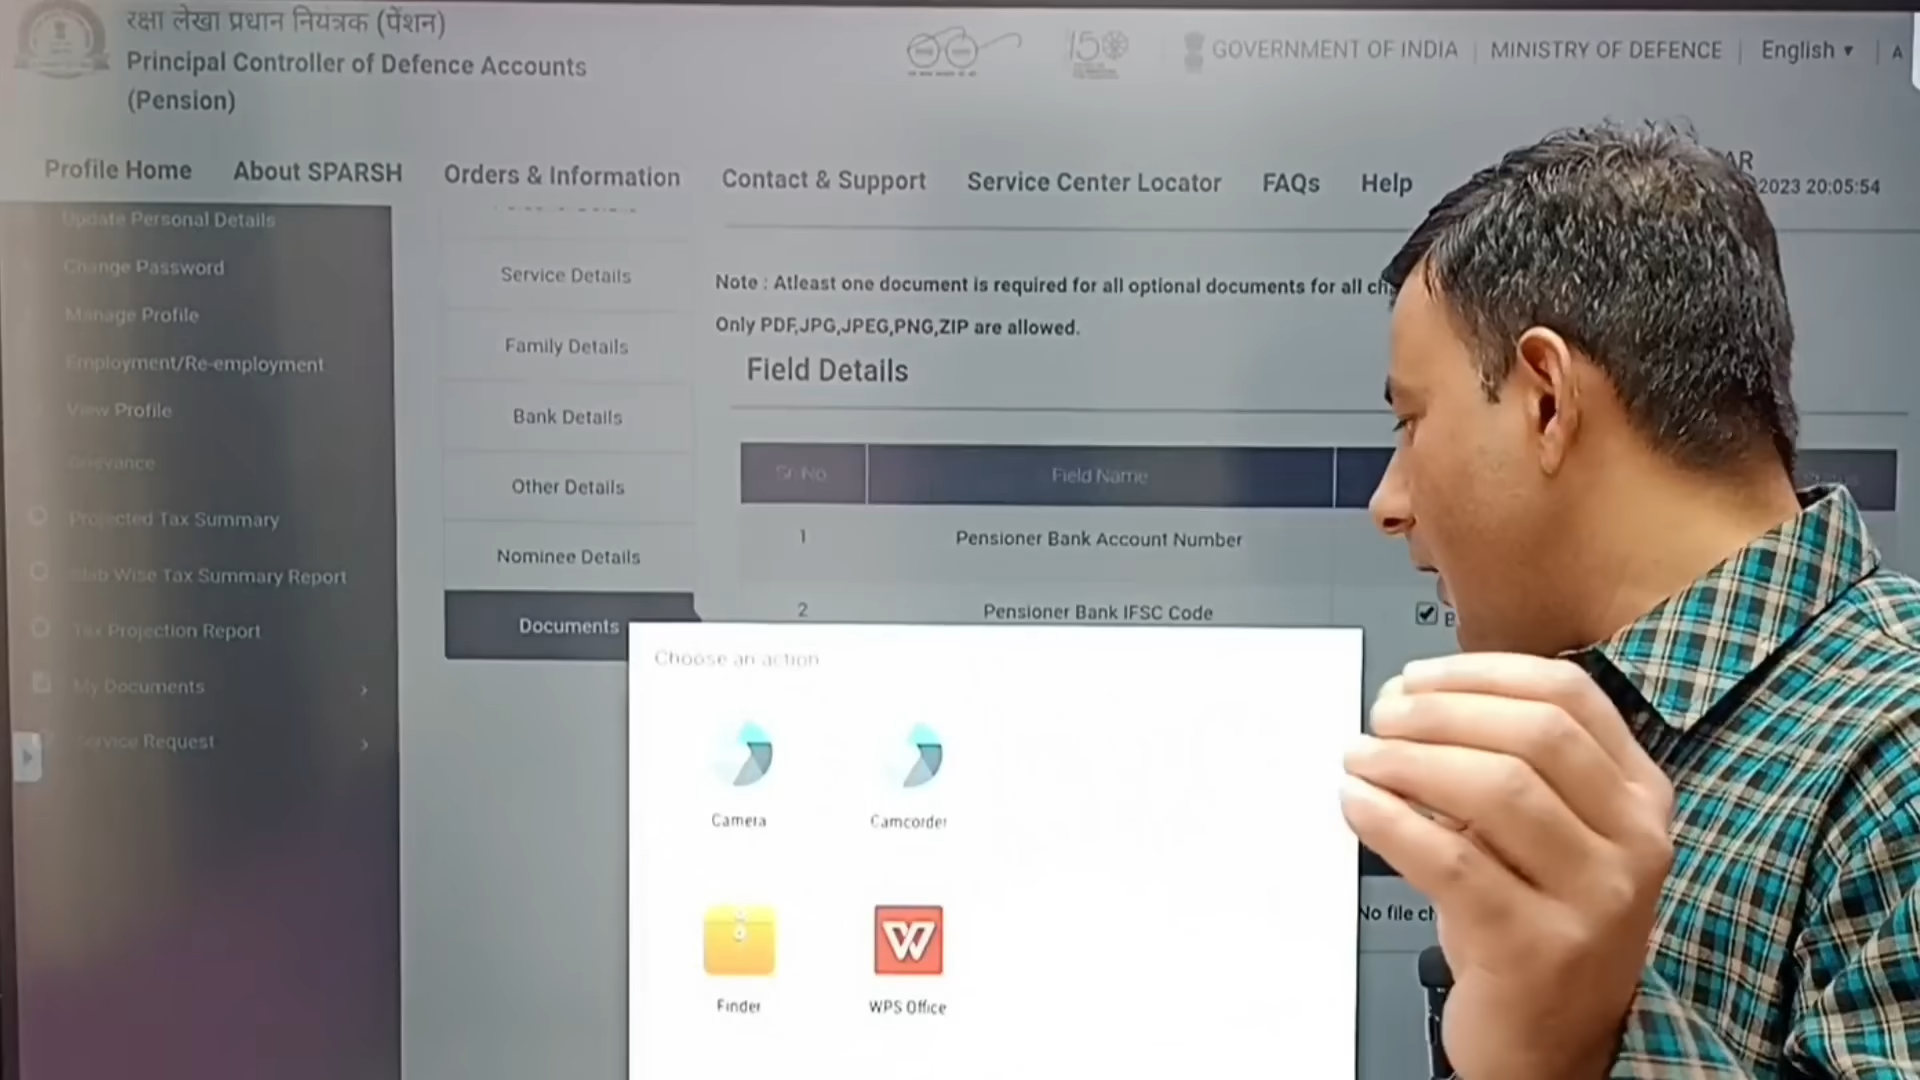 रक्षा लेखा प्रधान नियंत्रक (पेंशन)
Principal Controller of Defence Accounts
(Pension)
150
GOVERNMENT OF INDIA
MINISTRY OF DEFENCE
English
A
Profile Home
About SPARSH
Orders & Information
Contact & Support
Service Center Locator
FAQs
Help
AR
2023 20:05:54
Update Personal Details
Change Password
Manage Profile
Employment/Re-employment
View Profile
Grievance
Projected Tax Summary
Slab Wise Tax Summary Report
Tax Projection Report
My Documents
Service Request
Service Details
Family Details
Bank Details
Other Details
Nominee Details
Documents
Note : Atleast one document is required for all optional documents for all
Only PDF,JPG,JPEG,PNG,ZIP are allowed.
Field Details
Sr. No.
Field Name
1
Pensioner Bank Account Number
2
Pensioner Bank IFSC Code
B
Choose an action
Camera
Camcorder
Finder
WPS Office
No file